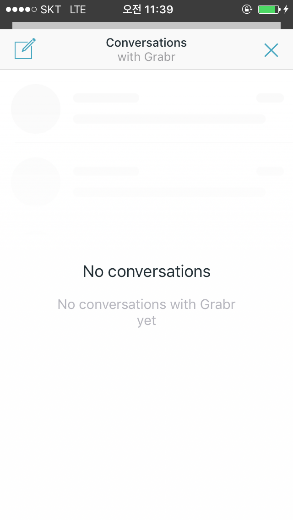 SKT LTE 오전 11:39
Conversations
with Grabr
No conversations
No conversations with Grabr
yet